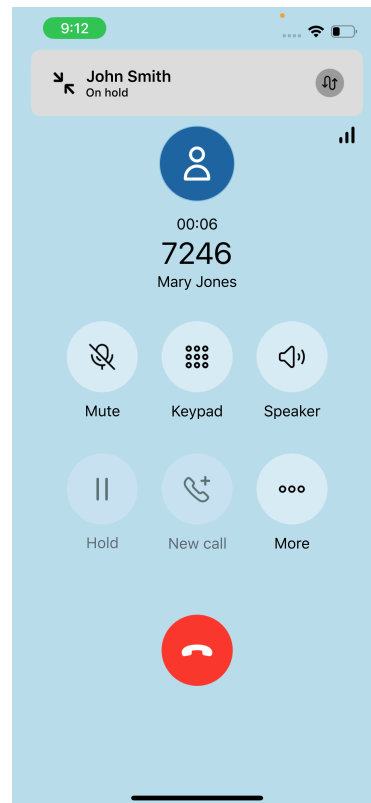 9:12
John Smith
On hold
00:06
7246
Mary Jones
Mute
Keypad
Speaker
Hold
New call
More